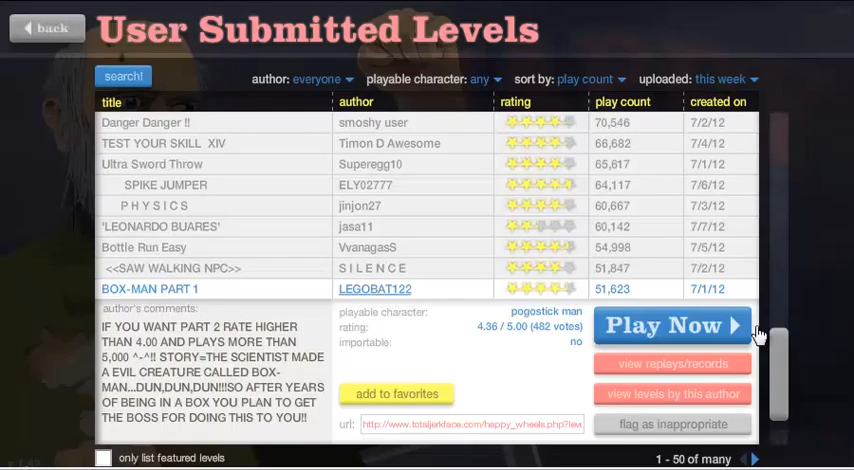 back
User Submitted Levels
search!
author: everyone playable character: any sort by: play count uploaded: this week
title author rating play count created on
Danger Danger !! smoshy user 70,546 7/2/12
TEST YOUR SKILL XIV Timon D Awesome 66,682 7/4/12
Ultra Sword Throw Superegg10 65,617 7/1/12
SPIKE JUMPER ELY02777 64,117 7/6/12
P H Y S I C S jinjon27 60,667 7/3/12
'LEONARDO BUARES' jasa11 60,142 7/7/12
Bottle Run Easy VvanagasS 54,998 7/5/12
<<SAW WALKING NPC>> S I L E N C E 51,847 7/2/12
BOX-MAN PART 1 LEGOBAT122 51,623 7/1/12
author's comments:
IF YOU WANT PART 2 RATE HIGHER
THAN 4.00 AND PLAYS MORE THAN
5,000 ^-^!! STORY=THE SCIENTIST MADE
A EVIL CREATURE CALLED BOX-
MAN...DUN,DUN,DUN!!!SO AFTER YEARS
OF BEING IN A BOX YOU PLAN TO GET
THE BOSS FOR DOING THIS TO YOU!!
playable character: pogostick man
rating: 4.36 / 5.00 (482 votes)
importable: no
add to favorites
url: http://www.totaljerkface.com/happy_wheels.php?lev
Play Now
view replays/records
view levels by this author
flag as inappropriate
only list featured levels
1 - 50 of many